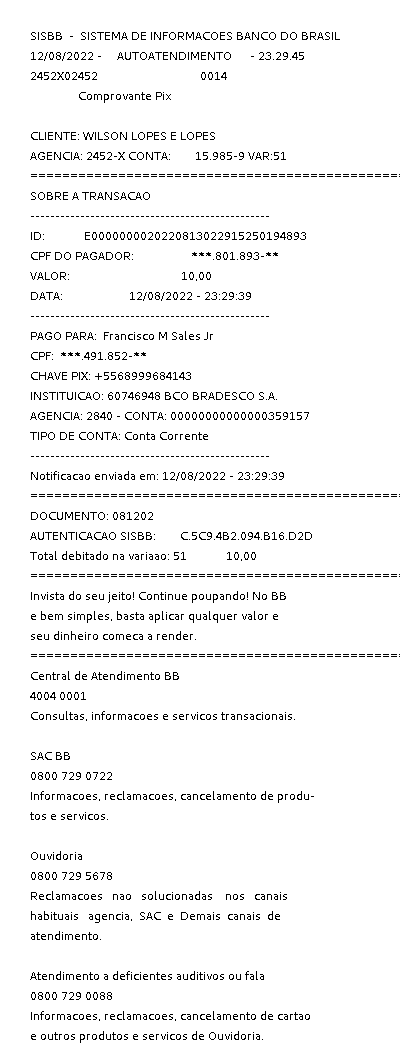 SISBB - SISTEMA DE INFORMACOES BANCO DO BRASIL
12/08/2022 - AUTOATENDIMENTO - 23.29.45
2452X02452 0014
Comprovante Pix
CLIENTE: WILSON LOPES E LOPES
AGENCIA: 2452-X CONTA: 15.985-9 VAR:51
================================================
SOBRE A TRANSACAO
------------------------------------------------
ID: E0000000020220813022915250194893
CPF DO PAGADOR: ***.801.893-**
VALOR: 10,00
DATA: 12/08/2022 - 23:29:39
------------------------------------------------
PAGO PARA: Francisco M Sales Jr
CPF: ***.491.852-**
CHAVE PIX: +5568999684143
INSTITUICAO: 60746948 BCO BRADESCO S.A.
AGENCIA: 2840 - CONTA: 00000000000000359157
TIPO DE CONTA: Conta Corrente
------------------------------------------------
Notificacao enviada em: 12/08/2022 - 23:29:39
================================================
DOCUMENTO: 081202
AUTENTICACAO SISBB: C.5C9.4B2.094.B16.D2D
Total debitado na variaao: 51 10,00
================================================
Invista do seu jeito! Continue poupando! No BB
e bem simples, basta aplicar qualquer valor e
seu dinheiro comeca a render.
================================================
Central de Atendimento BB
4004 0001
Consultas, informacoes e servicos transacionais.
SAC BB
0800 729 0722
Informacoes, reclamacoes, cancelamento de produ-
tos e servicos.
Ouvidoria
0800 729 5678
Reclamacoes nao solucionadas nos canais
habituais agencia, SAC e Demais canais de
atendimento.
Atendimento a deficientes auditivos ou fala
0800 729 0088
Informacoes, reclamacoes, cancelamento de cartao
e outros produtos e servicos de Ouvidoria.